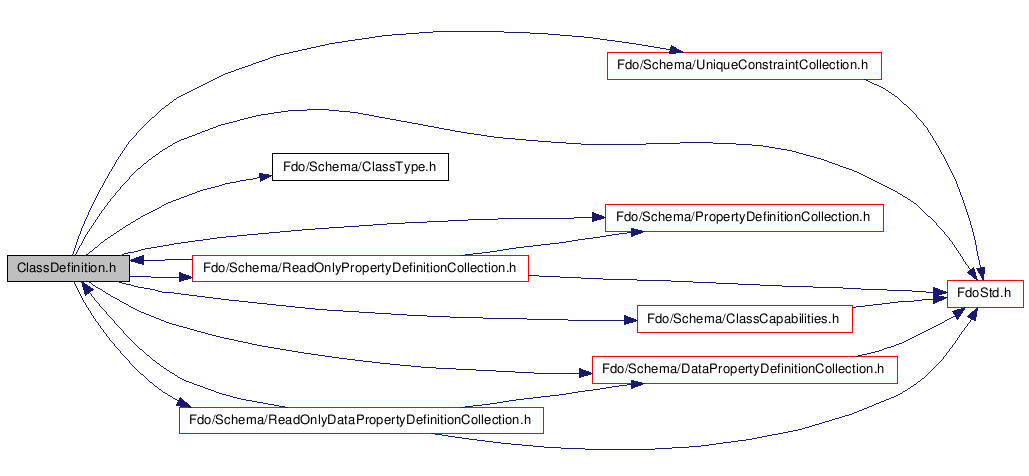 Fdo/Schema/UniqueConstraintCollection.h
Fdo/Schema/ClassType.h
Fdo/Schema/PropertyDefinitionCollection.h
ClassDefinition.h
Fdo/Schema/ReadOnlyPropertyDefinitionCollection.h
FdoStd.h
Fdo/Schema/ClassCapabilities.h
Fdo/Schema/DataPropertyDefinitionCollection.h
Fdo/Schema/ReadOnlyDataPropertyDefinitionCollection.h